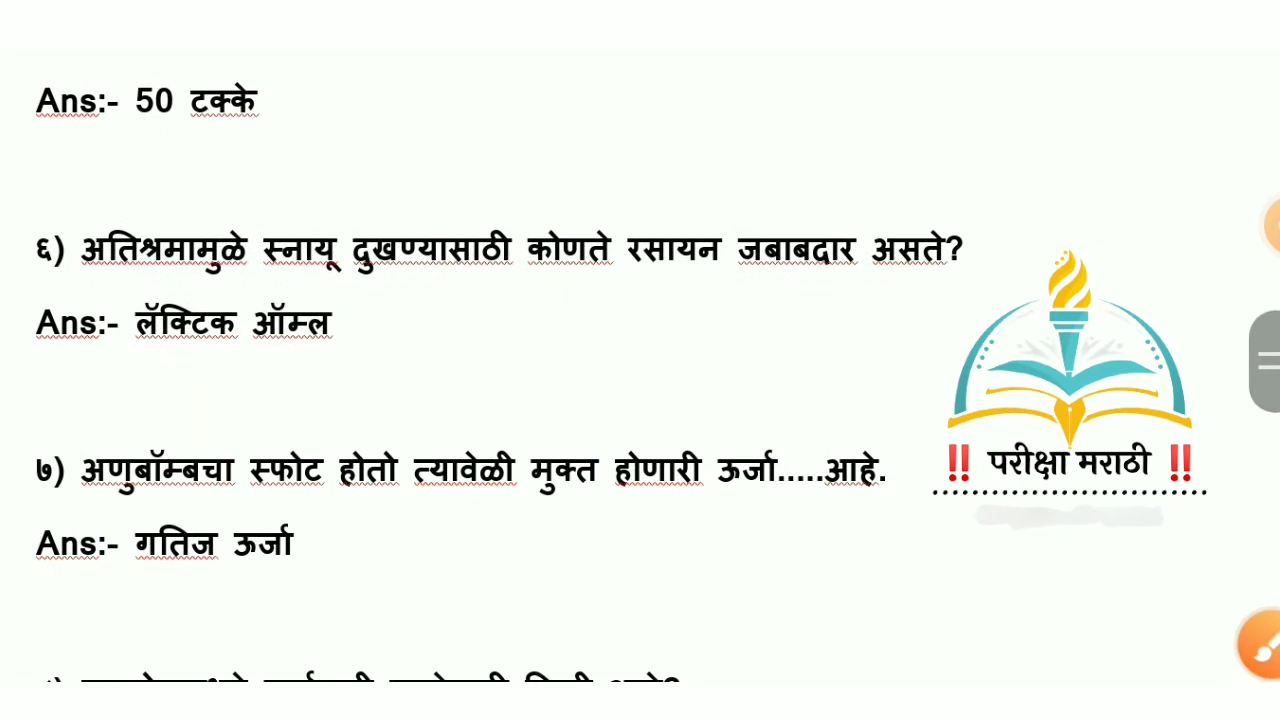 Ans:- 50 टक्के
६) अतिश्रमामुळे स्नायू दुखण्यासाठी कोणते रसायन जबाबदार असते?
Ans:- लॅक्टिक ऑम्ल
७) अणुबॉम्बचा स्फोट होतो त्यावेळी मुक्त होणारी ऊर्जा.....आहे.
Ans:- गतिज ऊर्जा
‼ परीक्षा मराठी ‼